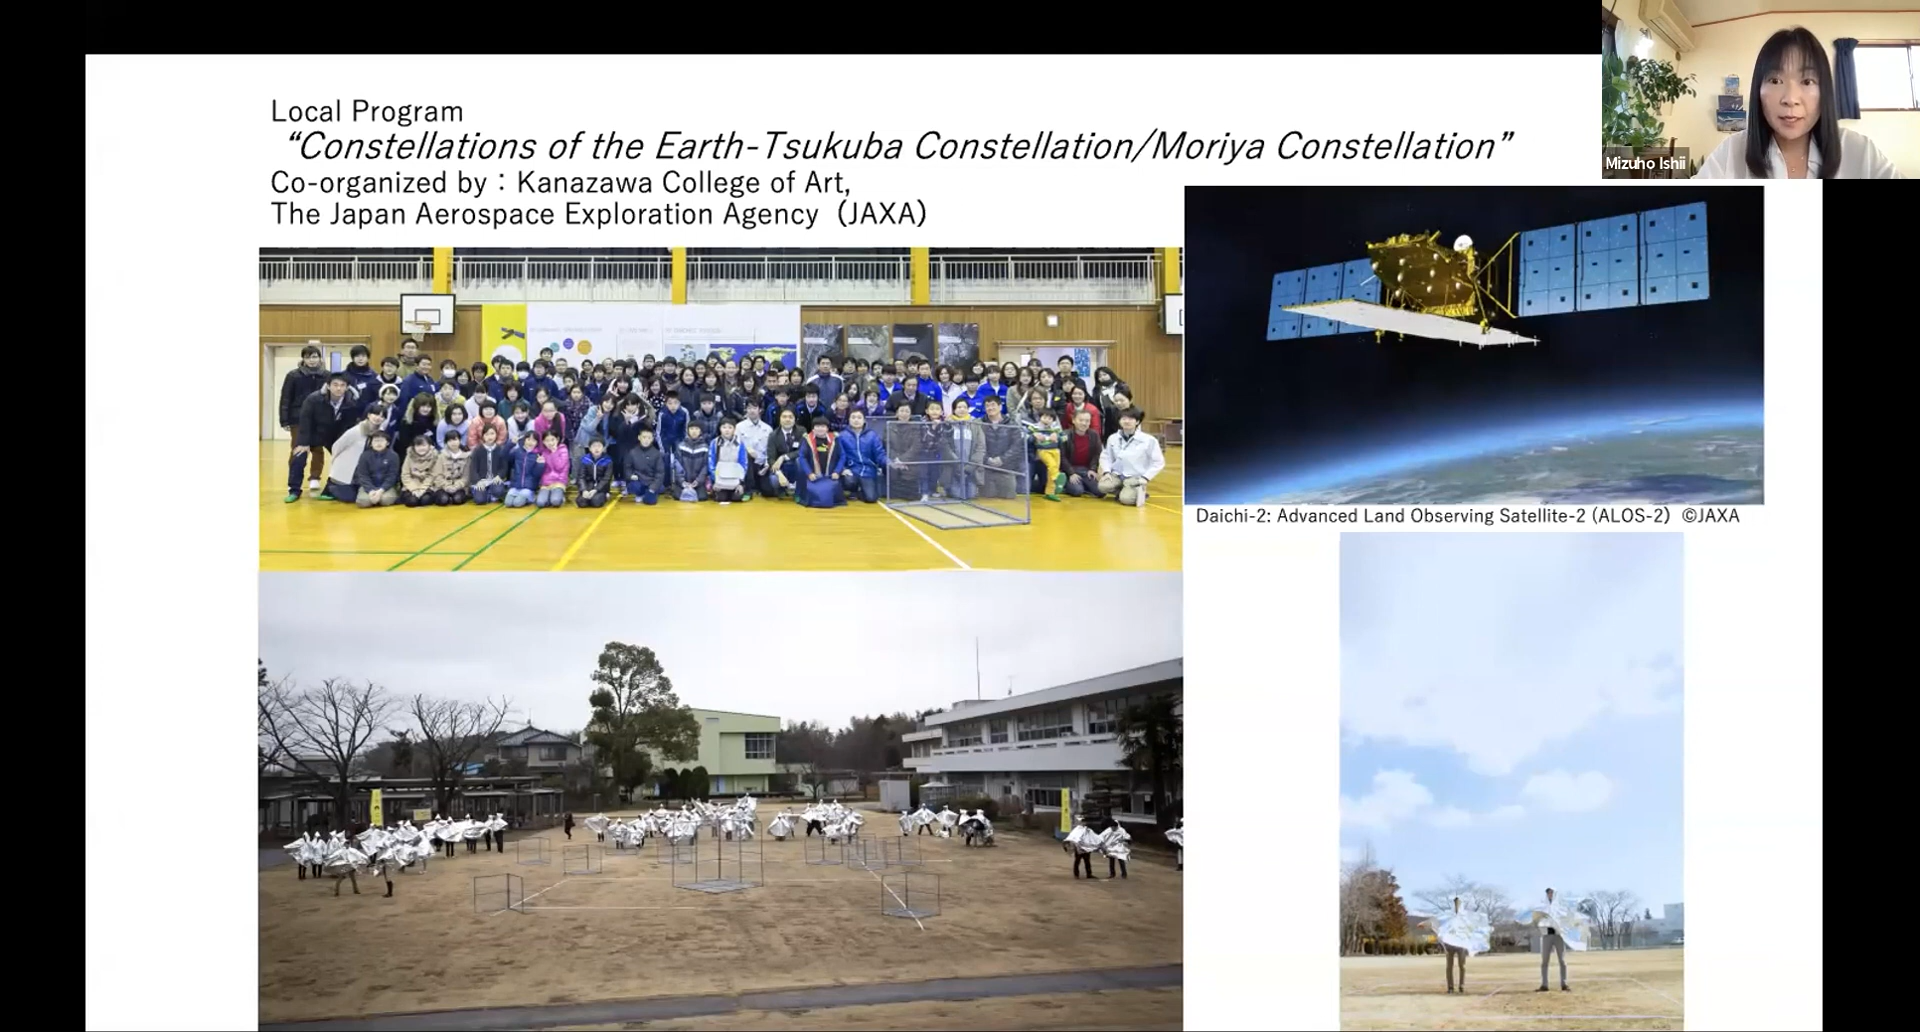 Local Program
“Constellations of the Earth-Tsukuba Constellation/Moriya Constellation”
Co-organized by：Kanazawa College of Art,
The Japan Aerospace Exploration Agency（JAXA）
Mizuho Ishii
Daichi-2: Advanced Land Observing Satellite-2 (ALOS-2) ©JAXA